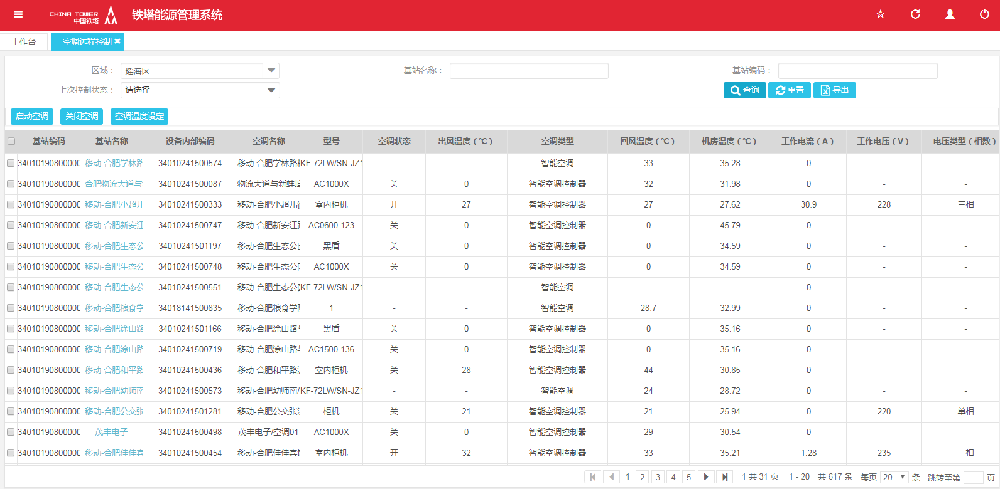 CHINA TOWER 中国铁塔 铁塔能源管理系统
工作台 空调远程控制
区域： 瑶海区 基站名称： 基站编码：
上次控制状态： 请选择 查询 重置 导出
启动空调 关闭空调 空调温度设定
基站编码 基站名称 设备内部编码 空调名称 型号 空调状态 出风温度（℃） 空调类型 回风温度（℃） 机房温度（℃） 工作电流（A） 工作电压（V） 电压类型（相数）
34010190800000 移动-合肥学林路 34010241500574 移动-合肥学林路 KF-72LW/SN-JZ1 - - 智能空调 33 35.28 0 - -
34010190800000 合肥物流大道与 34010241500087 物流大道与新蚌埠 AC1000X 关 0 智能空调控制器 32 31.98 0 - -
34010190800000 移动-合肥小超儿 34010241500333 移动-合肥小超儿 室内柜机 开 27 智能空调控制器 27 27.62 30.9 228 三相
34010190800000 移动-合肥新安江 34010241500747 移动-合肥新安江路 AC0600-123 关 0 智能空调控制器 0 45.79 0 - -
34010190800000 移动-合肥生态公 34010241501197 移动-合肥生态公园 黑盾 关 0 智能空调控制器 0 34.59 0 - -
34010190800000 移动-合肥生态公 34010241500748 移动-合肥生态公园 AC1000X 关 0 智能空调控制器 0 34.59 0 - -
34010190800000 移动-合肥生态公 34010241500551 移动-合肥生态公园 KF-72LW/SN-JZ1 - - 智能空调 - - 0 - -
34010190800000 移动-合肥粮食学 34018141500835 移动-合肥粮食学 1 - - 智能空调 28.7 32.99 0 - -
34010190800000 移动-合肥涂山路 34010241501166 移动-合肥涂山路 黑盾 关 0 智能空调控制器 0 35.16 0 - -
34010190800000 移动-合肥涂山路 34010241500719 移动-合肥涂山路 AC1500-136 关 0 智能空调控制器 0 35.16 0 - -
34010190800000 移动-合肥和平路 34010241500436 移动-合肥和平路 室内柜机 关 28 智能空调控制器 44 30.85 0 - -
34010190800000 移动-合肥幼师南 34010241500573 移动-合肥幼师南/ KF-72LW/SN-JZ1 - - 智能空调 24 28.72 0 - -
34010190800000 移动-合肥公交张 34010241501281 移动-合肥公交张 柜机 关 21 智能空调控制器 21 25.94 0 220 单相
34010190800000 茂丰电子 34010241500498 茂丰电子/空调01 AC1000X 关 0 智能空调控制器 29 30.54 0 - -
34010190800000 移动-合肥佳佳宾 34010241500454 移动-合肥佳佳宾 室内柜机 开 32 智能空调控制器 33 35.21 1.28 235 三相
1 2 3 4 5 1 共 31 页 1 - 20 共 617 条 每页 20 条 跳转至第 页